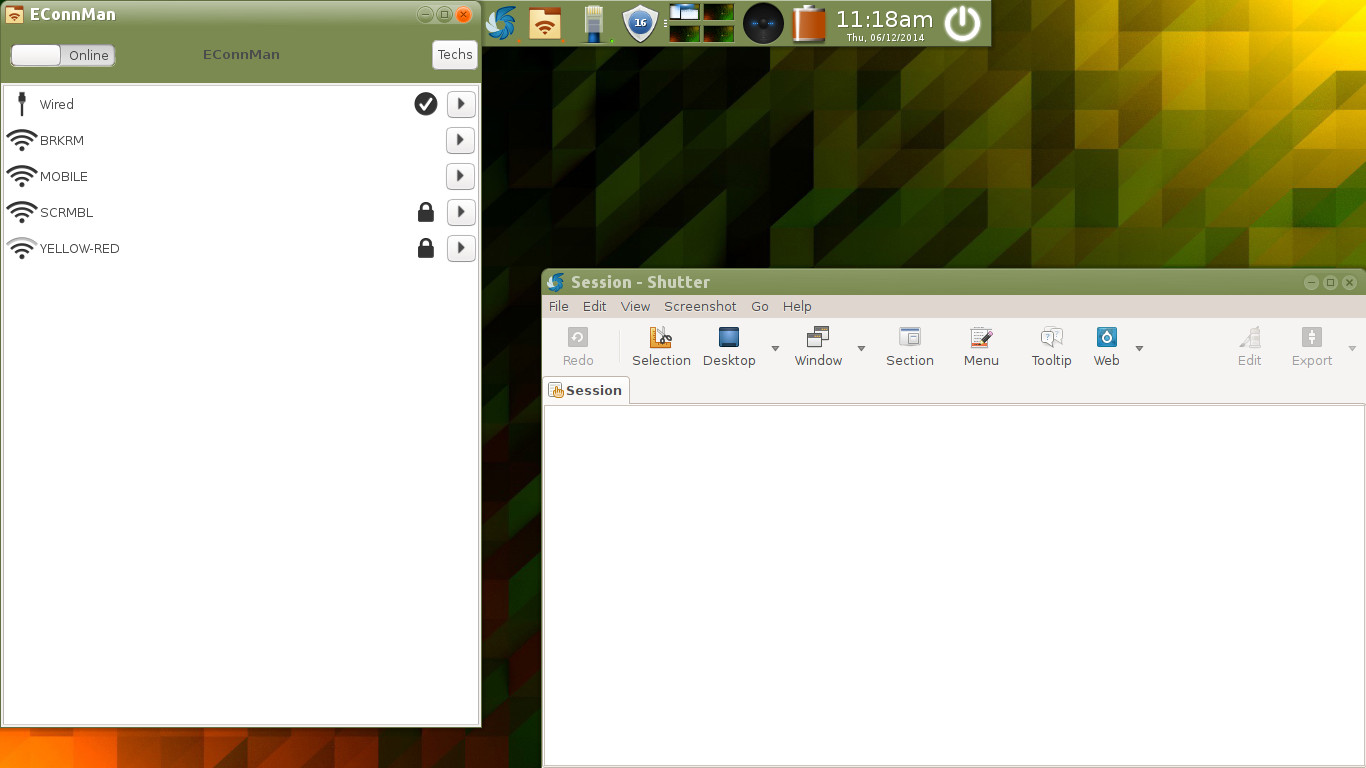 EConnMan
Online
EConnMan
Techs
Wired
BRKRM
MOBILE
SCRMBL
YELLOW-RED
16
11:18am
Thu, 06/12/2014
Session - Shutter
File Edit View Screenshot Go Help
Redo Selection Desktop Window Section Menu Tooltip Web Edit Export
Session